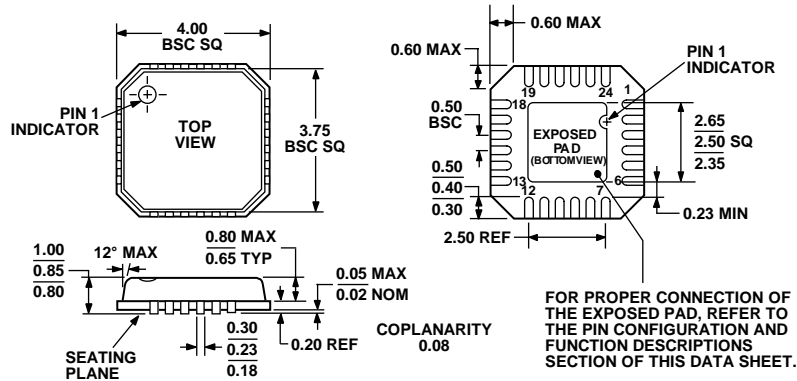 4.00
BSC SQ
PIN 1
INDICATOR
TOP
VIEW
3.75
BSC SQ
0.60 MAX
0.60 MAX
PIN 1
INDICATOR
19
24
1
18
0.50
BSC
EXPOSED
PAD
(BOTTOM VIEW)
2.65
2.50 SQ
2.35
0.50
0.40
0.30
13
12
7
6
0.23 MIN
2.50 REF
1.00
0.85
0.80
12° MAX
0.80 MAX
0.65 TYP
0.05 MAX
0.02 NOM
SEATING
PLANE
0.30
0.23
0.18
0.20 REF
COPLANARITY
0.08
FOR PROPER CONNECTION OF
THE EXPOSED PAD, REFER TO
THE PIN CONFIGURATION AND
FUNCTION DESCRIPTIONS
SECTION OF THIS DATA SHEET.